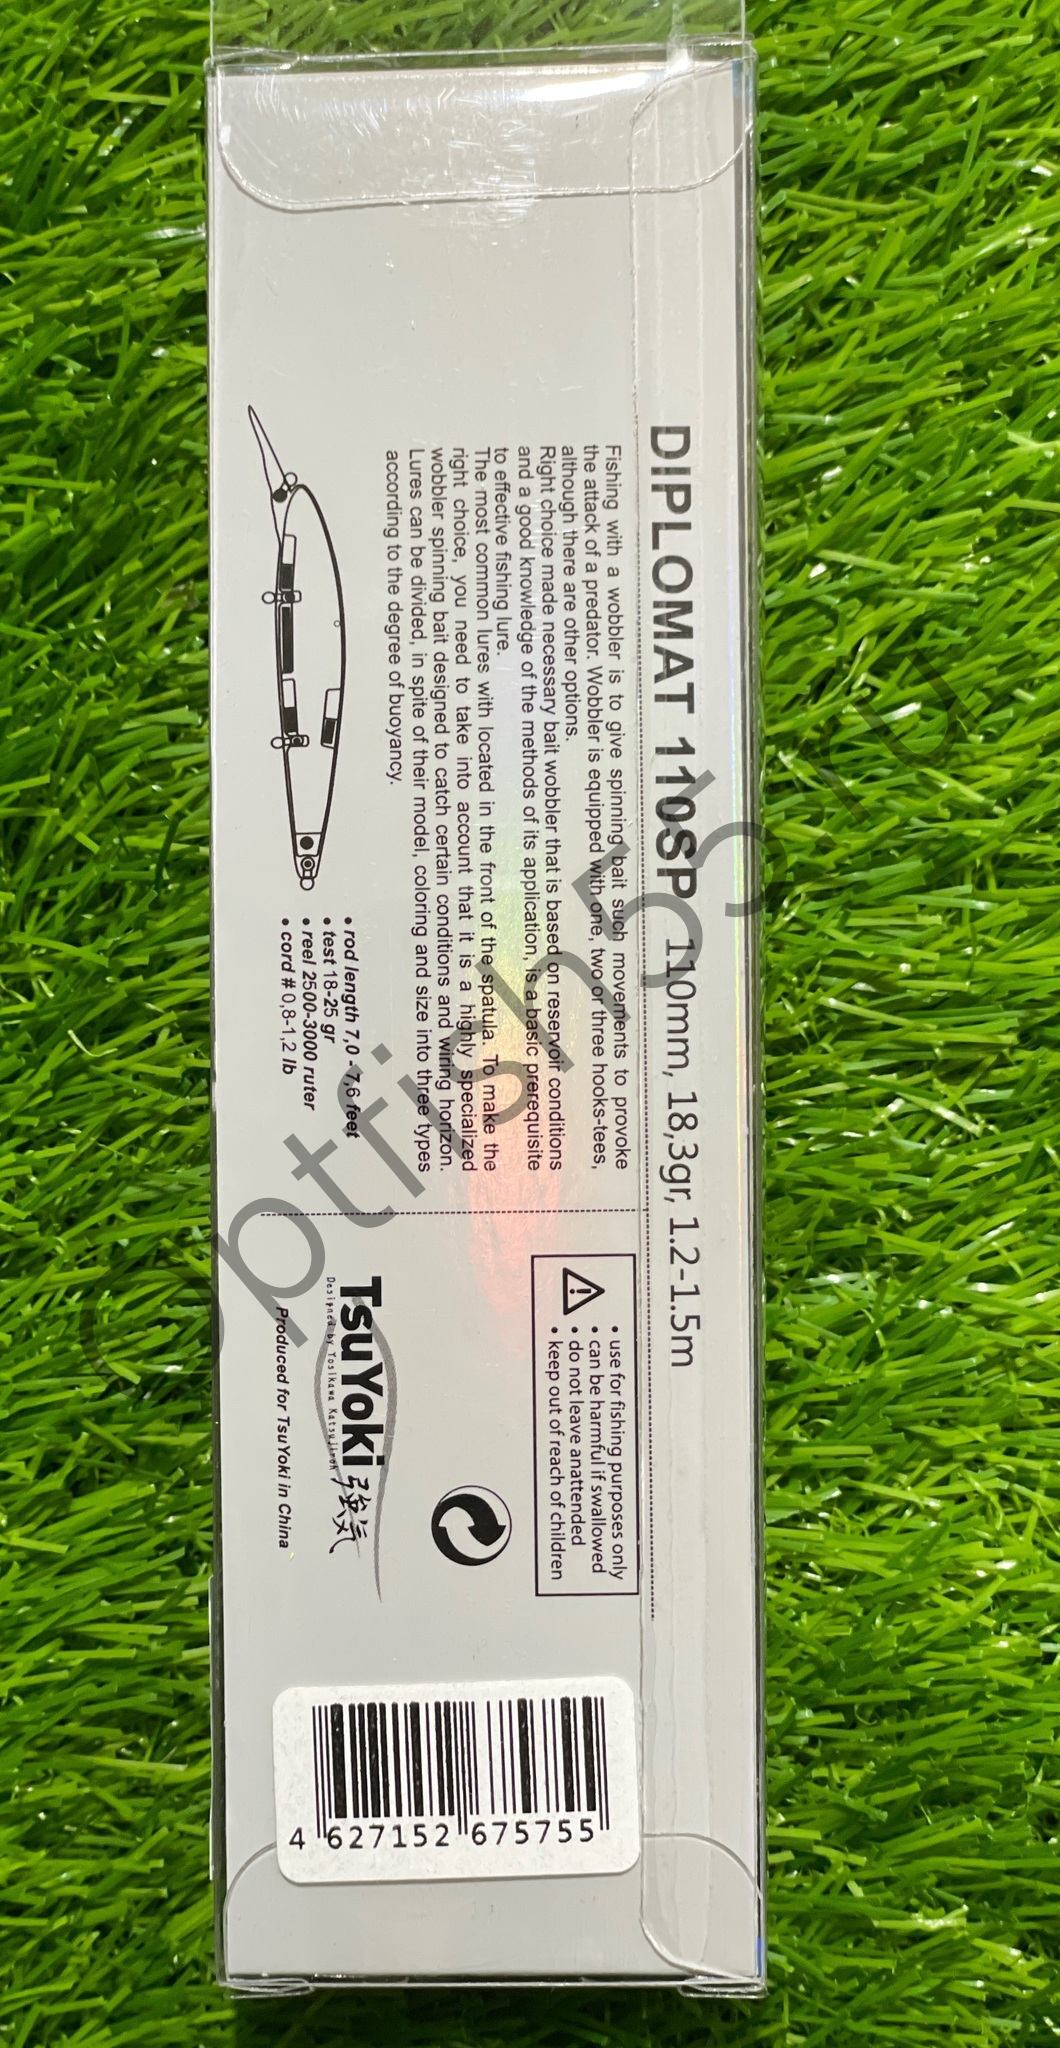 DIPLOMAT 110SP 110mm, 18,3gr, 1.2-1.5m
Fishing with a wobbler is to give spinning bait such movements to provoke
the attack of a predator. Wobbler is equipped with one, two or three hooks-tees,
although there are other options.
Right choice made necessary bait wobbler that is based on reservoir conditions
and a good knowledge of the methods of its application, is a basic prerequisite
to effective fishing lure.
The most common lures with located in the front of the spatula. To make the
right choice, you need to take into account that it is a highly specialized
wobbler spinning bait designed to catch certain conditions and wiring horizon.
Lures can be divided, in spite of their model, coloring and size into three types
according to the degree of buoyancy.
• rod length 7,0 - 7,6 feet
• test 18-25 gr
• reel 2500-3000 ruter
• cord # 0,8-1,2 lb
• use for fishing purposes only
• can be harmful if swallowed
• do not leave anattended
• keep out of reach of children
TsuYoki 強気
Designed by Yosikawa Katsujinon
Produced for TsuYoki in China
4 627152 675755
optfish53.ru